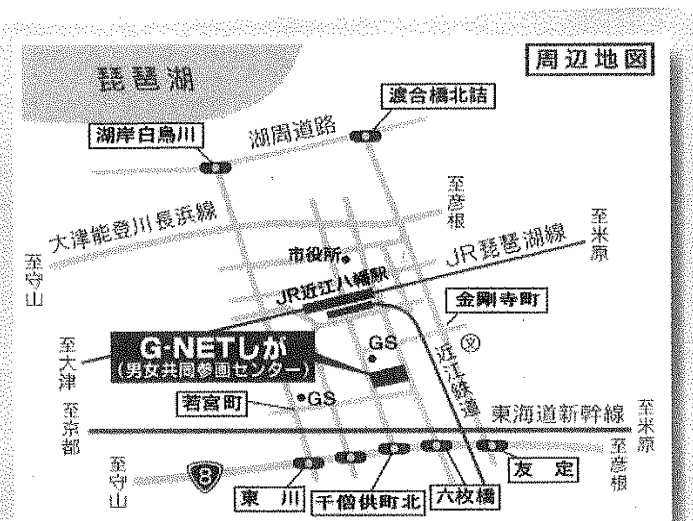 周辺地図
琵琶湖
渡合橋北詰
湖岸白鳥川
湖周道路
至彦根
大津能登川長浜線
至米原
至守山
市役所
JR琵琶湖線
JR近江八幡駅
金剛寺町
G-NETしが
(男女共同参画センター)
GS
近江鉄道
至大津
若宮町
GS
東海道新幹線
至米原
至京都
至彦根
至守山
8
友定
東川
千僧供町北
六枚橋